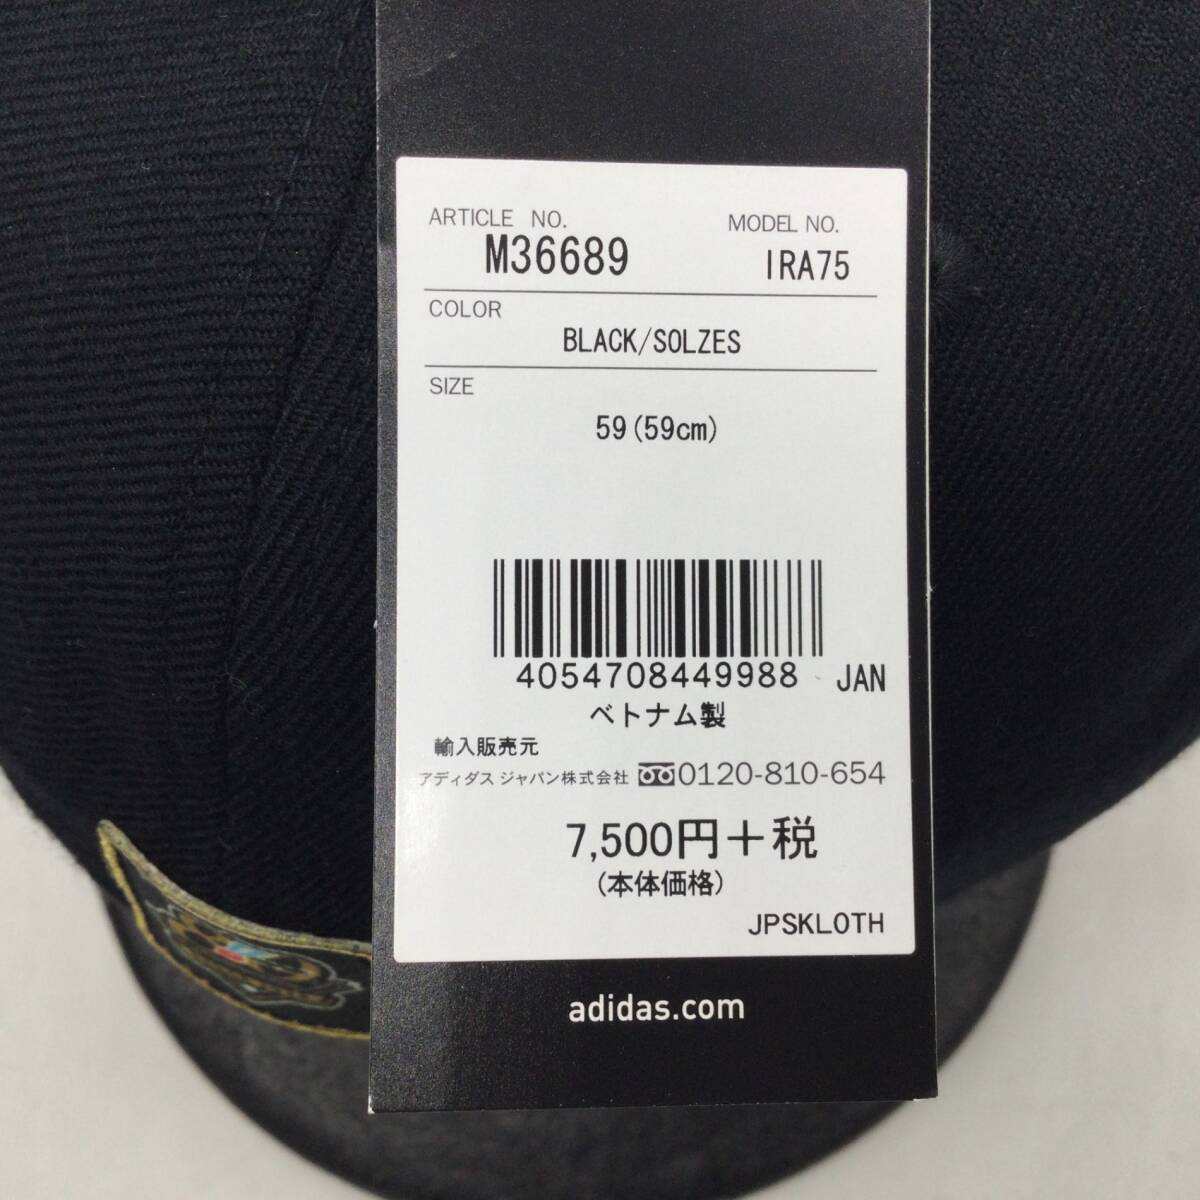 ARTICLE NO.
M36689
MODEL NO.
IRA75
COLOR
BLACK/SOLZES
SIZE
59(59cm)
4054708449988 JAN
ベトナム製
輸入販売元
アディダス ジャパン株式会社 0120-810-654
7,500円＋税
(本体価格)
JPSKLOTH
adidas.com